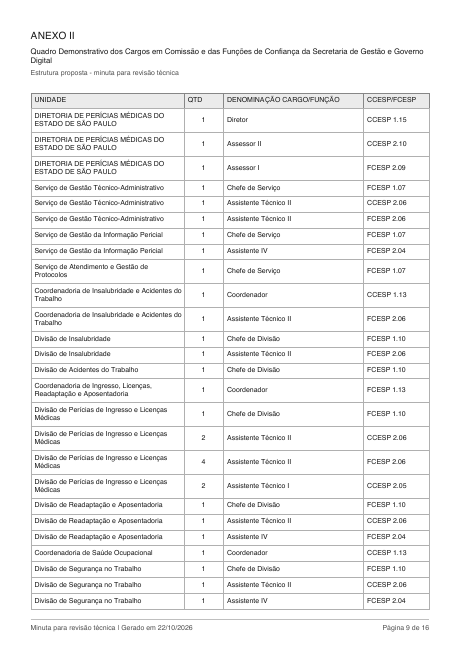 ANEXO II
Quadro Demonstrativo dos Cargos em Comissão e das Funções de Confiança da Secretaria de Gestão e Governo
Digital
Estrutura proposta - minuta para revisão técnica
UNIDADE QTD DENOMINAÇÃO CARGO/FUNÇÃO CCESP/FCESP
DIRETORIA DE PERÍCIAS MÉDICAS DO
ESTADO DE SÃO PAULO 1 Diretor CCESP 1.15
DIRETORIA DE PERÍCIAS MÉDICAS DO
ESTADO DE SÃO PAULO 1 Assessor II CCESP 2.10
DIRETORIA DE PERÍCIAS MÉDICAS DO
ESTADO DE SÃO PAULO 1 Assessor I FCESP 2.09
Serviço de Gestão Técnico-Administrativo 1 Chefe de Serviço FCESP 1.07
Serviço de Gestão Técnico-Administrativo 1 Assistente Técnico II CCESP 2.06
Serviço de Gestão Técnico-Administrativo 1 Assistente Técnico II FCESP 2.06
Serviço de Gestão da Informação Pericial 1 Chefe de Serviço FCESP 1.07
Serviço de Gestão da Informação Pericial 1 Assistente IV FCESP 2.04
Serviço de Atendimento e Gestão de
Protocolos 1 Chefe de Serviço FCESP 1.07
Coordenadoria de Insalubridade e Acidentes do
Trabalho 1 Coordenador CCESP 1.13
Coordenadoria de Insalubridade e Acidentes do
Trabalho 1 Assistente Técnico II FCESP 2.06
Divisão de Insalubridade 1 Chefe de Divisão FCESP 1.10
Divisão de Insalubridade 1 Assistente Técnico II FCESP 2.06
Divisão de Acidentes do Trabalho 1 Chefe de Divisão FCESP 1.10
Coordenadoria de Ingresso, Licenças,
Readaptação e Aposentadoria 1 Coordenador FCESP 1.13
Divisão de Perícias de Ingresso e Licenças
Médicas 1 Chefe de Divisão FCESP 1.10
Divisão de Perícias de Ingresso e Licenças
Médicas 2 Assistente Técnico II CCESP 2.06
Divisão de Perícias de Ingresso e Licenças
Médicas 4 Assistente Técnico II FCESP 2.06
Divisão de Perícias de Ingresso e Licenças
Médicas 2 Assistente Técnico I CCESP 2.05
Divisão de Readaptação e Aposentadoria 1 Chefe de Divisão FCESP 1.10
Divisão de Readaptação e Aposentadoria 1 Assistente Técnico II CCESP 2.06
Divisão de Readaptação e Aposentadoria 1 Assistente IV FCESP 2.04
Coordenadoria de Saúde Ocupacional 1 Coordenador CCESP 1.13
Divisão de Segurança no Trabalho 1 Chefe de Divisão FCESP 1.10
Divisão de Segurança no Trabalho 1 Assistente Técnico II CCESP 2.06
Divisão de Segurança no Trabalho 1 Assistente IV FCESP 2.04
Minuta para revisão técnica | Gerado em 22/10/2026 Página 9 de 16